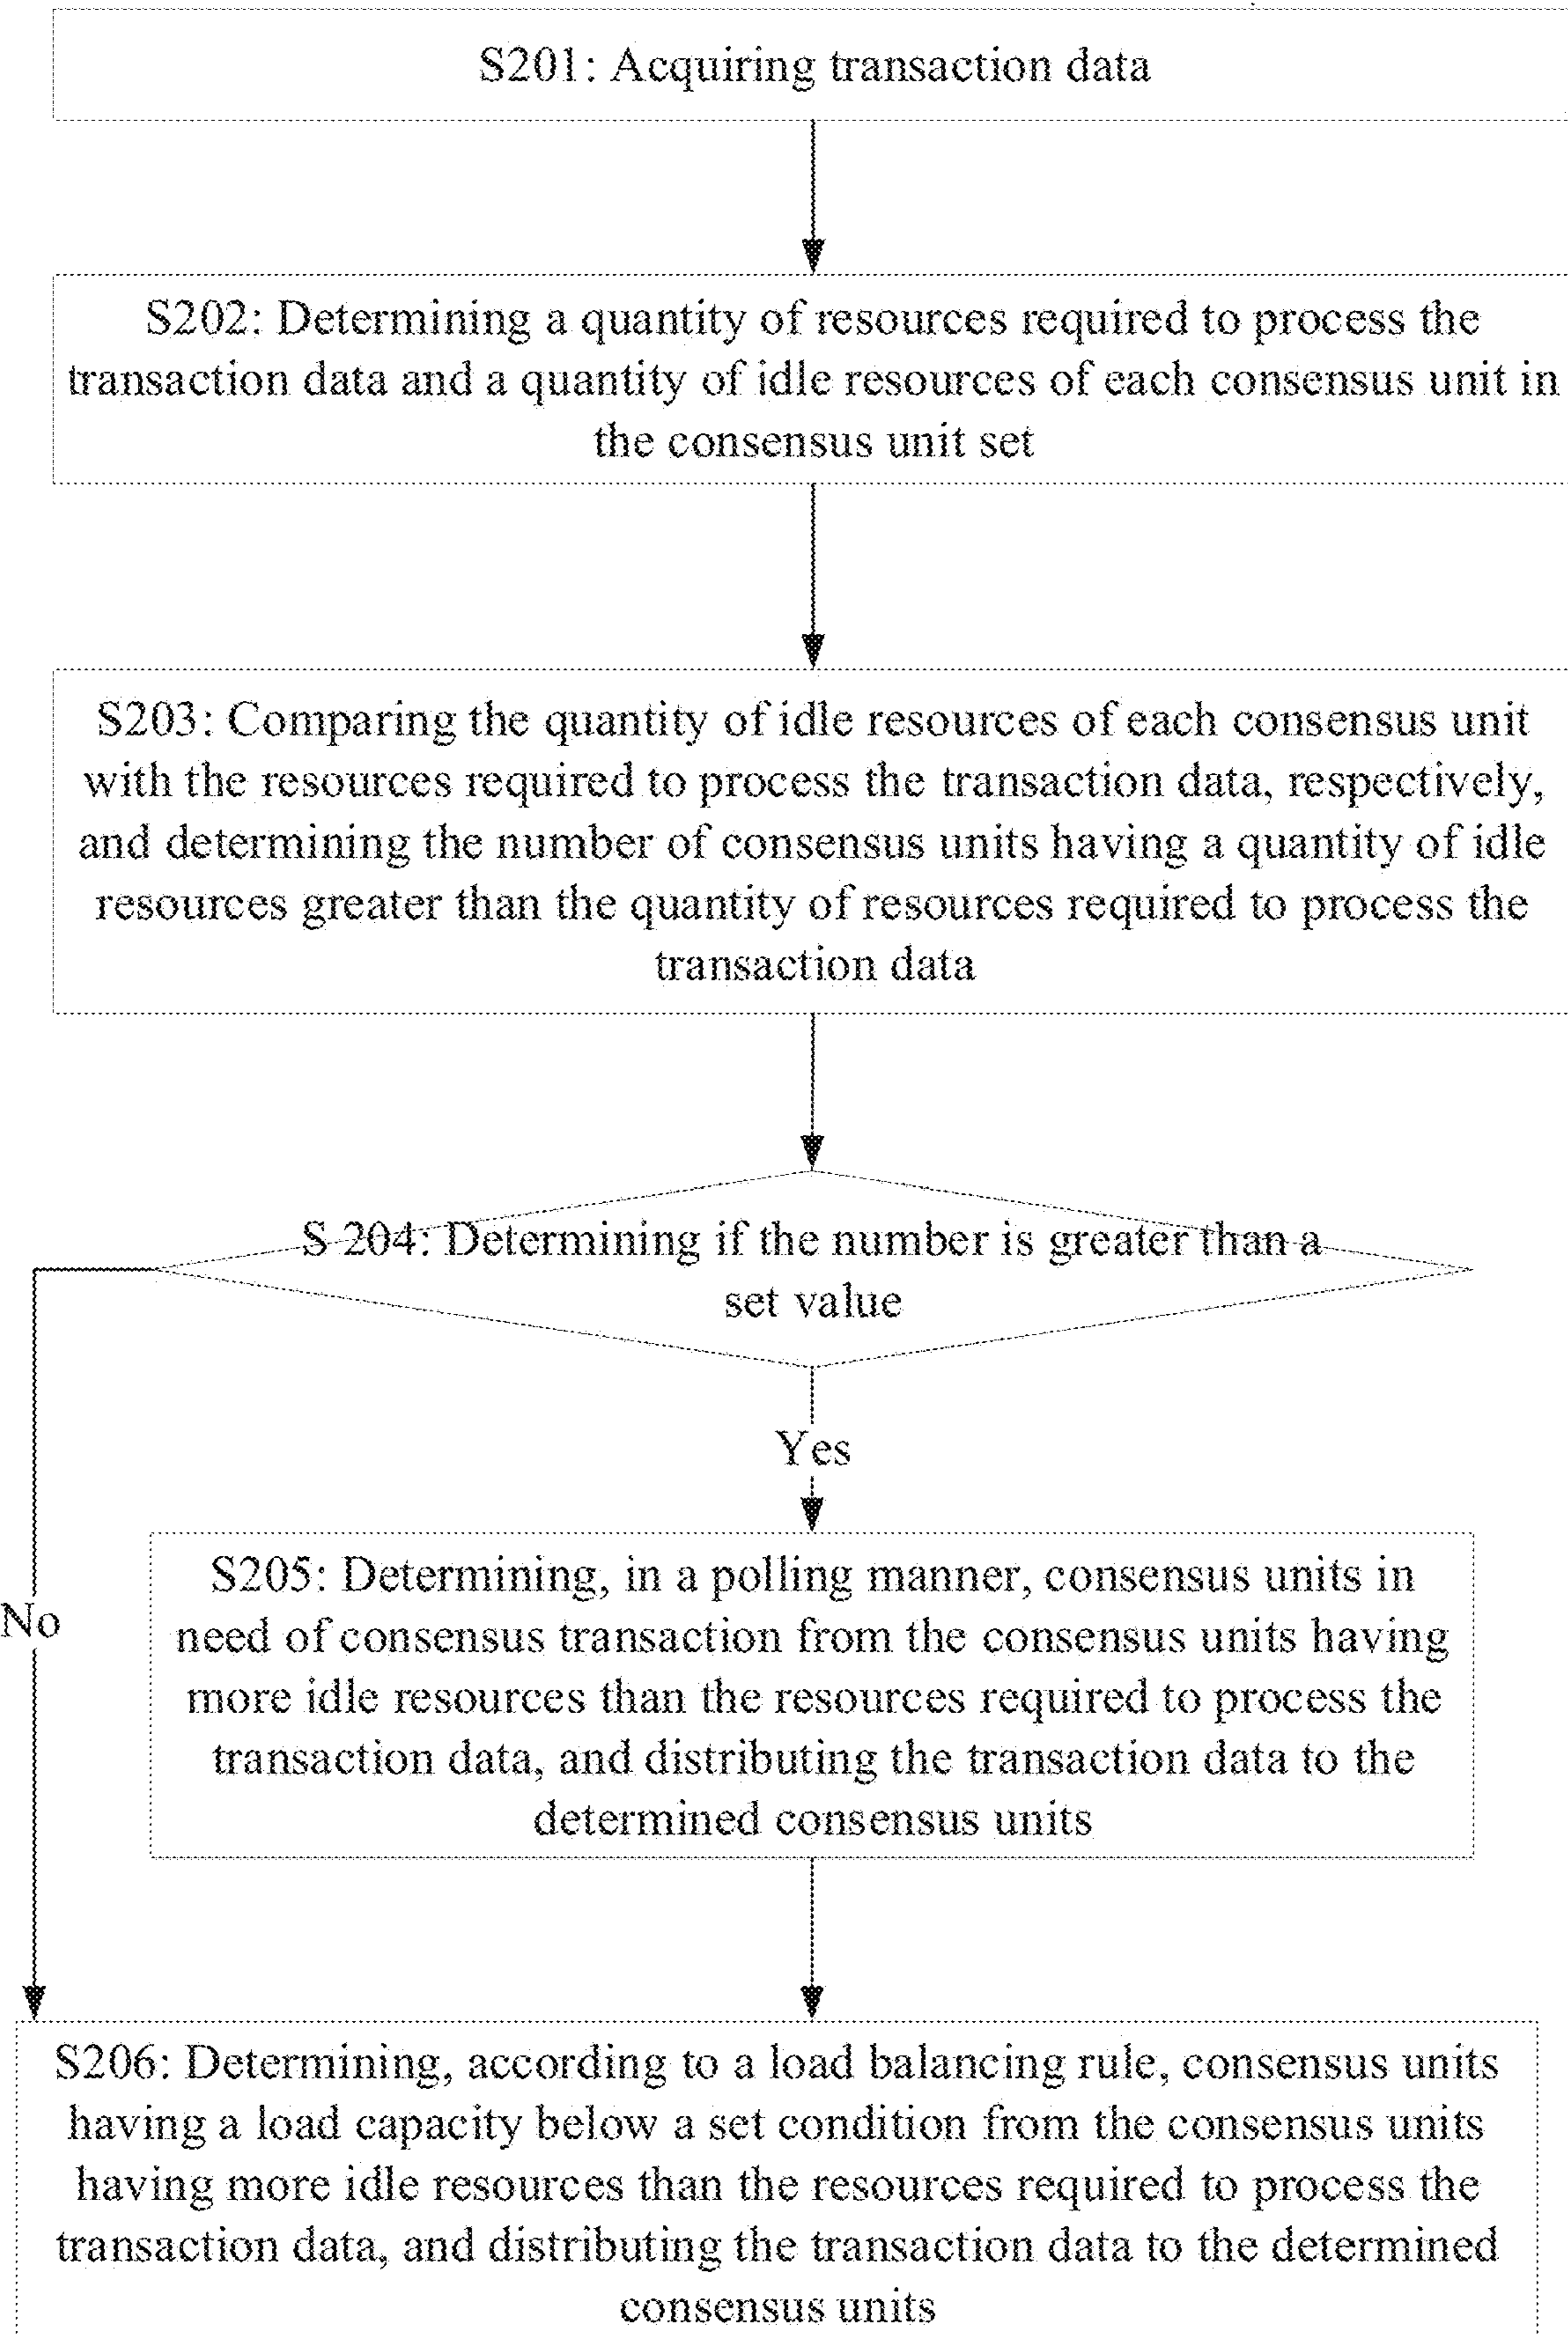 S201: Acquiring transaction data
S202: Determining a quantity of resources required to process the
transaction data and a quantity of idle resources of each consensus unit in
the consensus unit set
S203: Comparing the quantity of idle resources of each consensus unit
with the resources required to process the transaction data, respectively,
and determining the number of consensus units having a quantity of idle
resources greater than the quantity of resources required to process the
transaction data
S 204: Determining if the number is greater than a
set value
Yes
No
S205: Determining, in a polling manner, consensus units in
need of consensus transaction from the consensus units having
more idle resources than the resources required to process the
transaction data, and distributing the transaction data to the
determined consensus units
S206: Determining, according to a load balancing rule, consensus units
having a load capacity below a set condition from the consensus units
having more idle resources than the resources required to process the
transaction data, and distributing the transaction data to the determined
consensus units